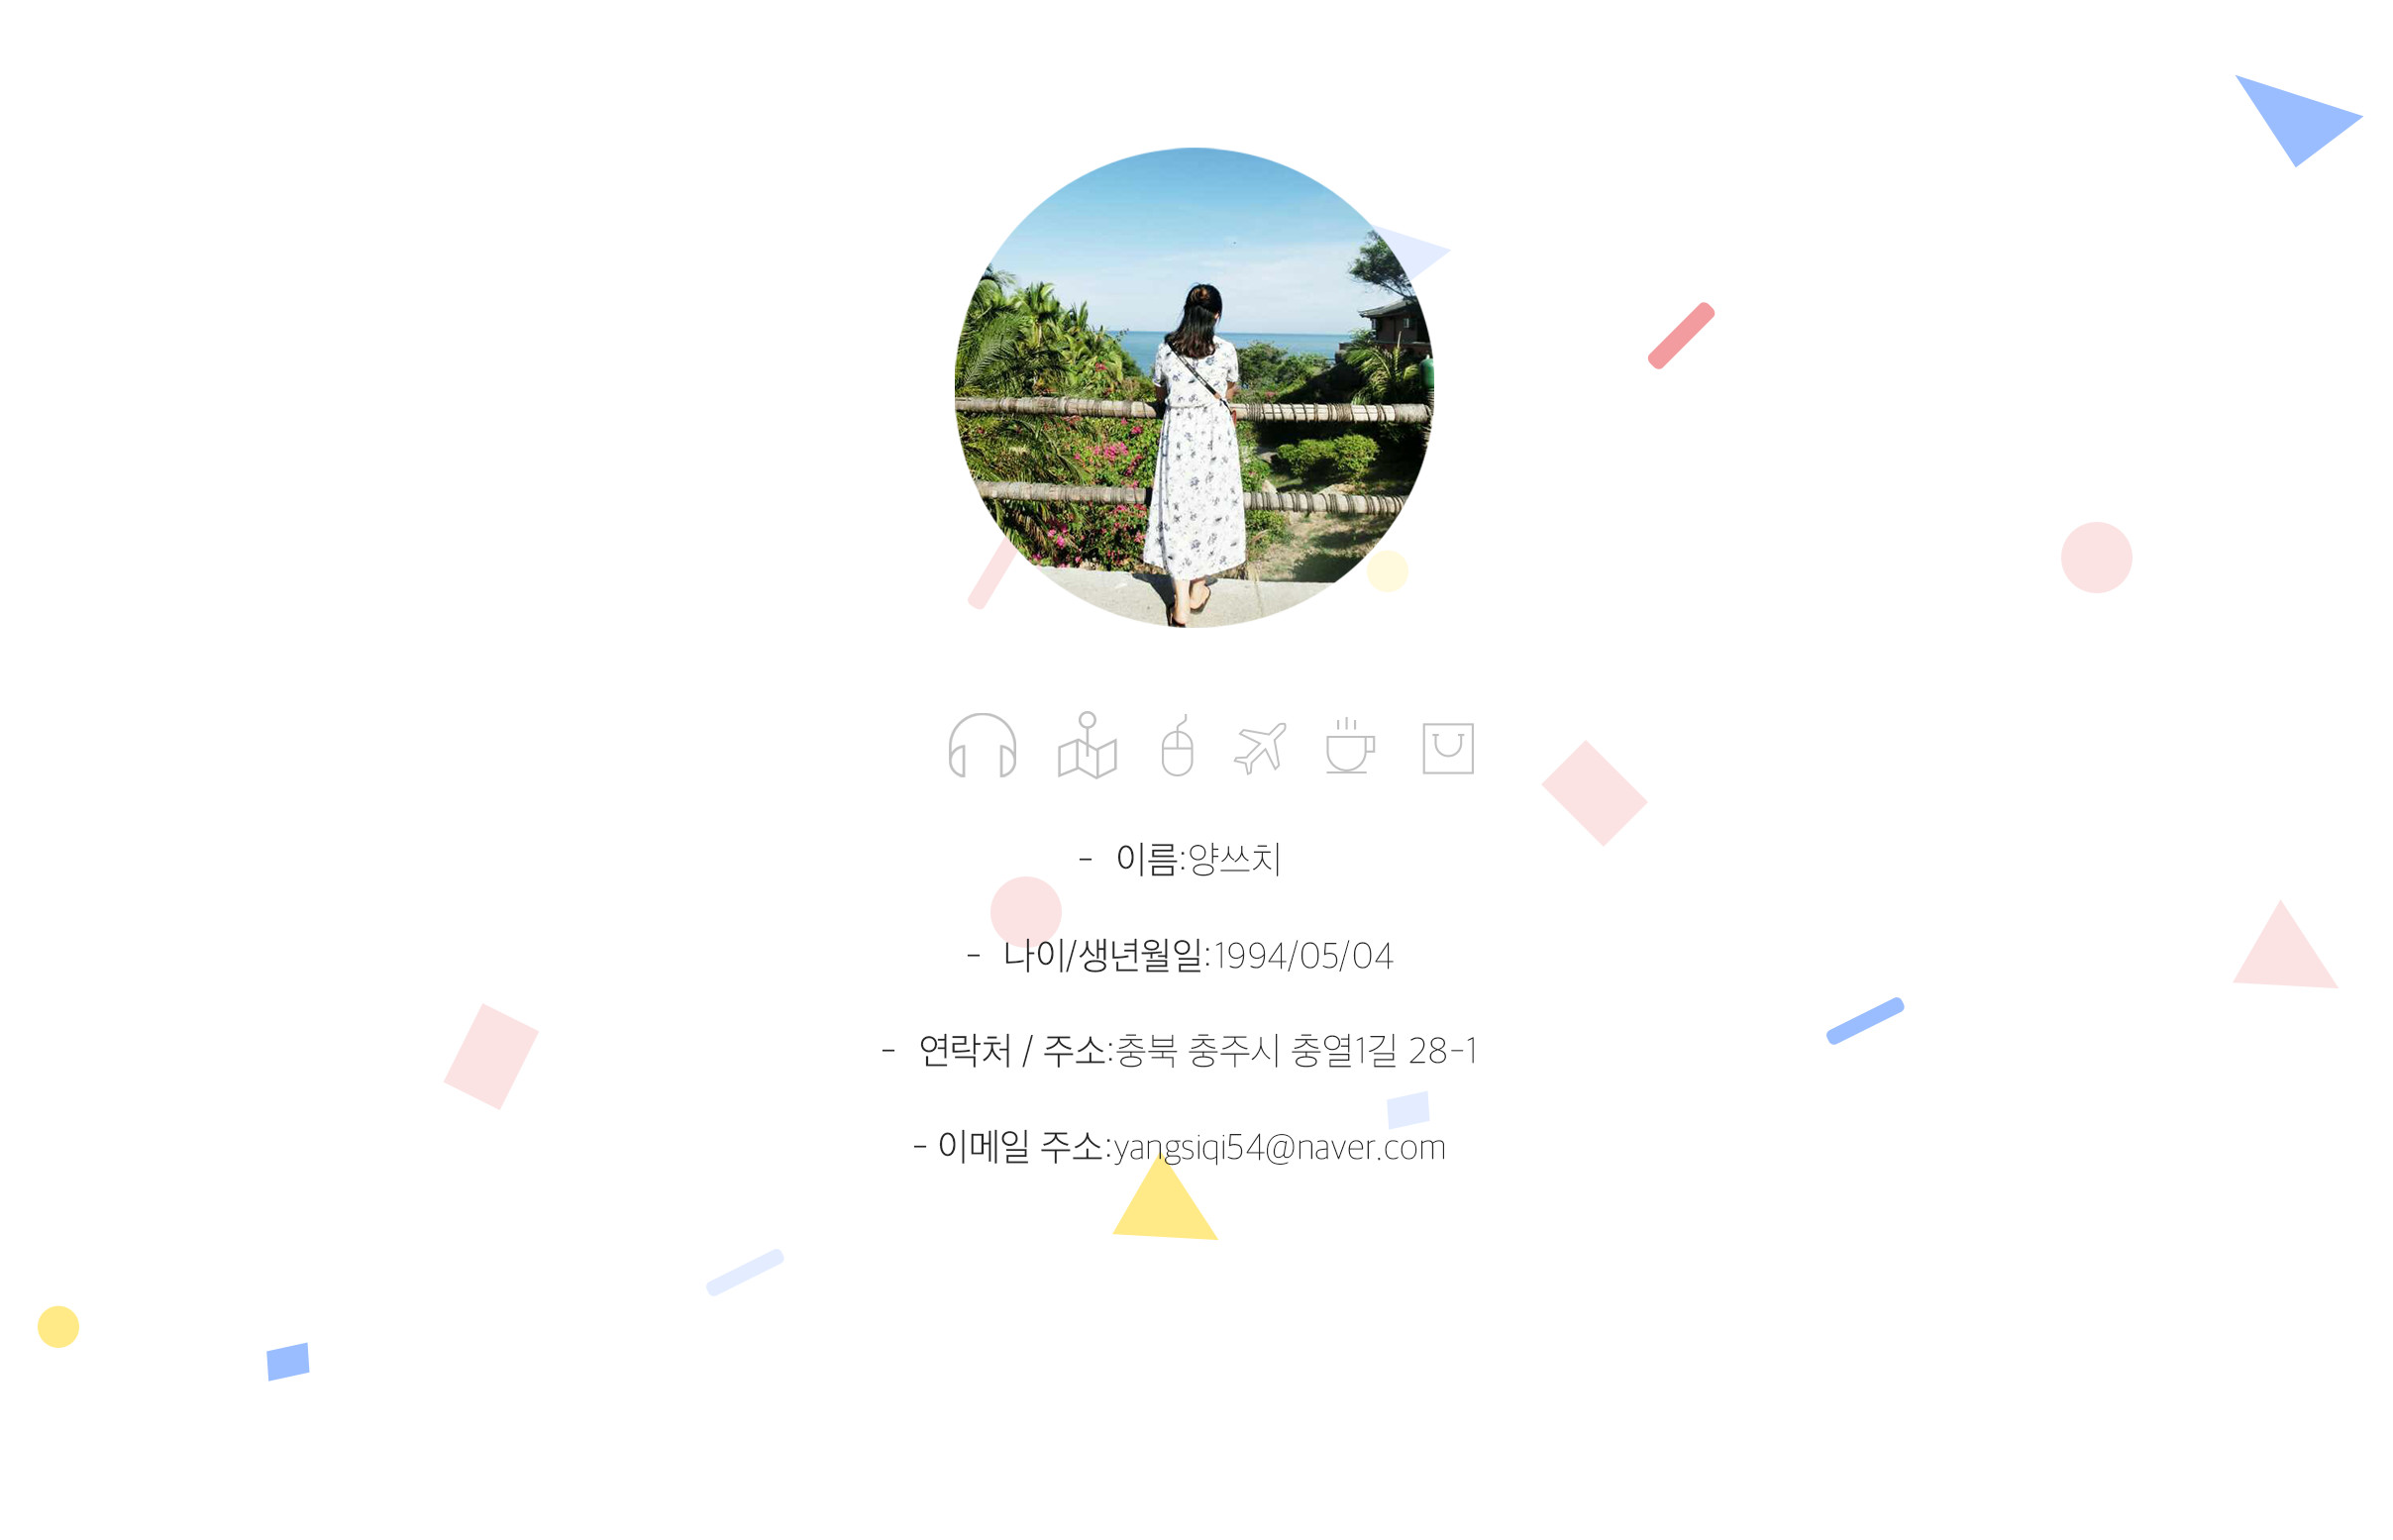 - 이름:양쓰치
- 나이/생년월일:1994/05/04
- 연락처 / 주소:충북 충주시 충열1길 28-1
- 이메일 주소:yangsiqi54@naver.com